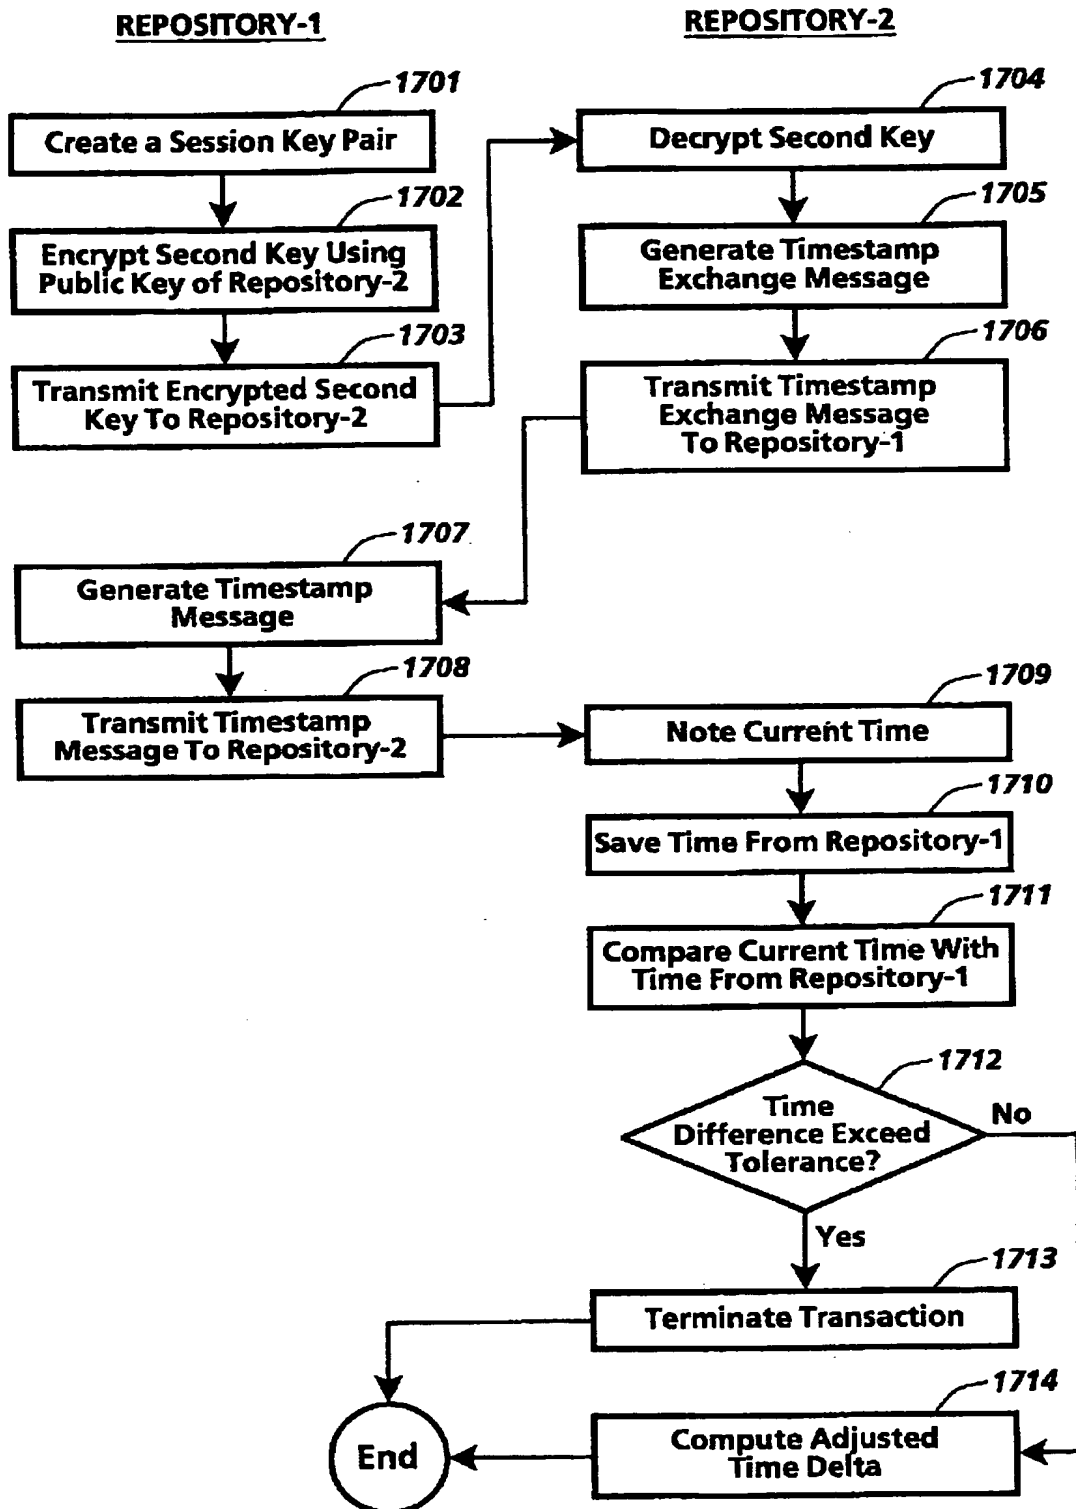 REPOSITORY-1
REPOSITORY-2
1701
Create a Session Key Pair
1702
Encrypt Second Key Using
Public Key of Repository-2
1703
Transmit Encrypted Second
Key To Repository-2
1704
Decrypt Second Key
1705
Generate Timestamp
Exchange Message
1706
Transmit Timestamp
Exchange Message
To Repository-1
1707
Generate Timestamp
Message
1708
Transmit Timestamp
Message To Repository-2
1709
Note Current Time
1710
Save Time From Repository-1
1711
Compare Current Time With
Time From Repository-1
1712
Time
Difference Exceed
Tolerance?
No
Yes
1713
Terminate Transaction
1714
Compute Adjusted
Time Delta
End